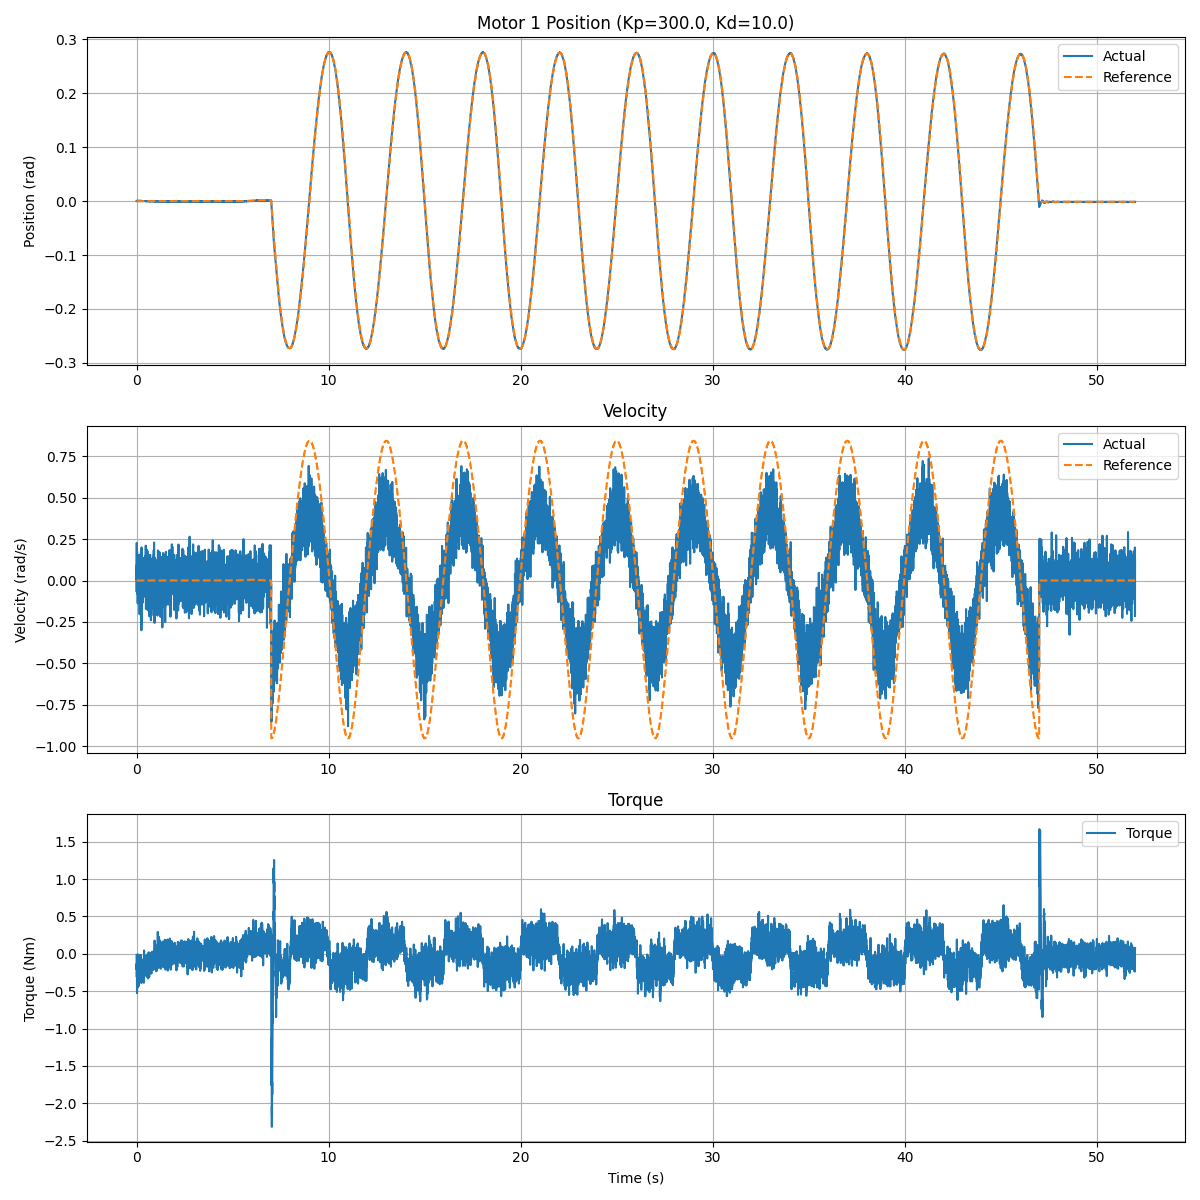 Motor 1 Position (Kp=300.0, Kd=10.0)
0.3
0.2
0.1
0.0
−0.1
−0.2
−0.3
Position (rad)
Actual
Reference
0 10 20 30 40 50
Velocity
0.75
0.50
0.25
0.00
−0.25
−0.50
−0.75
−1.00
Velocity (rad/s)
Actual
Reference
0 10 20 30 40 50
Torque
1.5
1.0
0.5
0.0
−0.5
−1.0
−1.5
−2.0
−2.5
Torque (Nm)
Torque
0 10 20 30 40 50
Time (s)